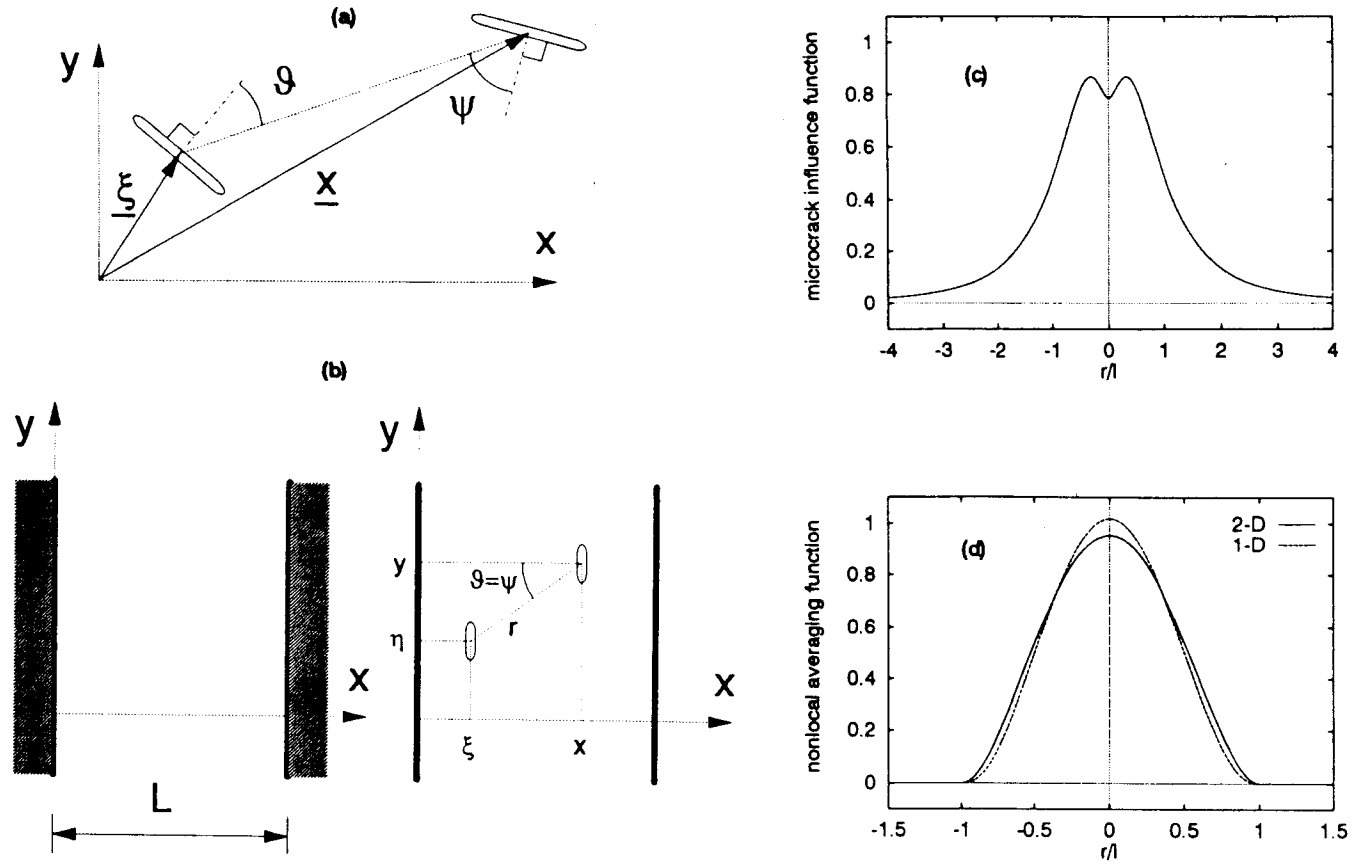 (a)
y
ϑ
ψ
ξ
x
x
(b)
y
x
L
y
y
ϑ=ψ
r
η
x
ξ
x
(c)
microcrack influence function
1
0.8
0.6
0.4
0.2
0
-4 -3 -2 -1 0 1 2 3 4
r/l
(d)
2-D
1-D
nonlocal averaging function
1
0.8
0.6
0.4
0.2
0
-1.5 -1 -0.5 0 0.5 1 1.5
r/l